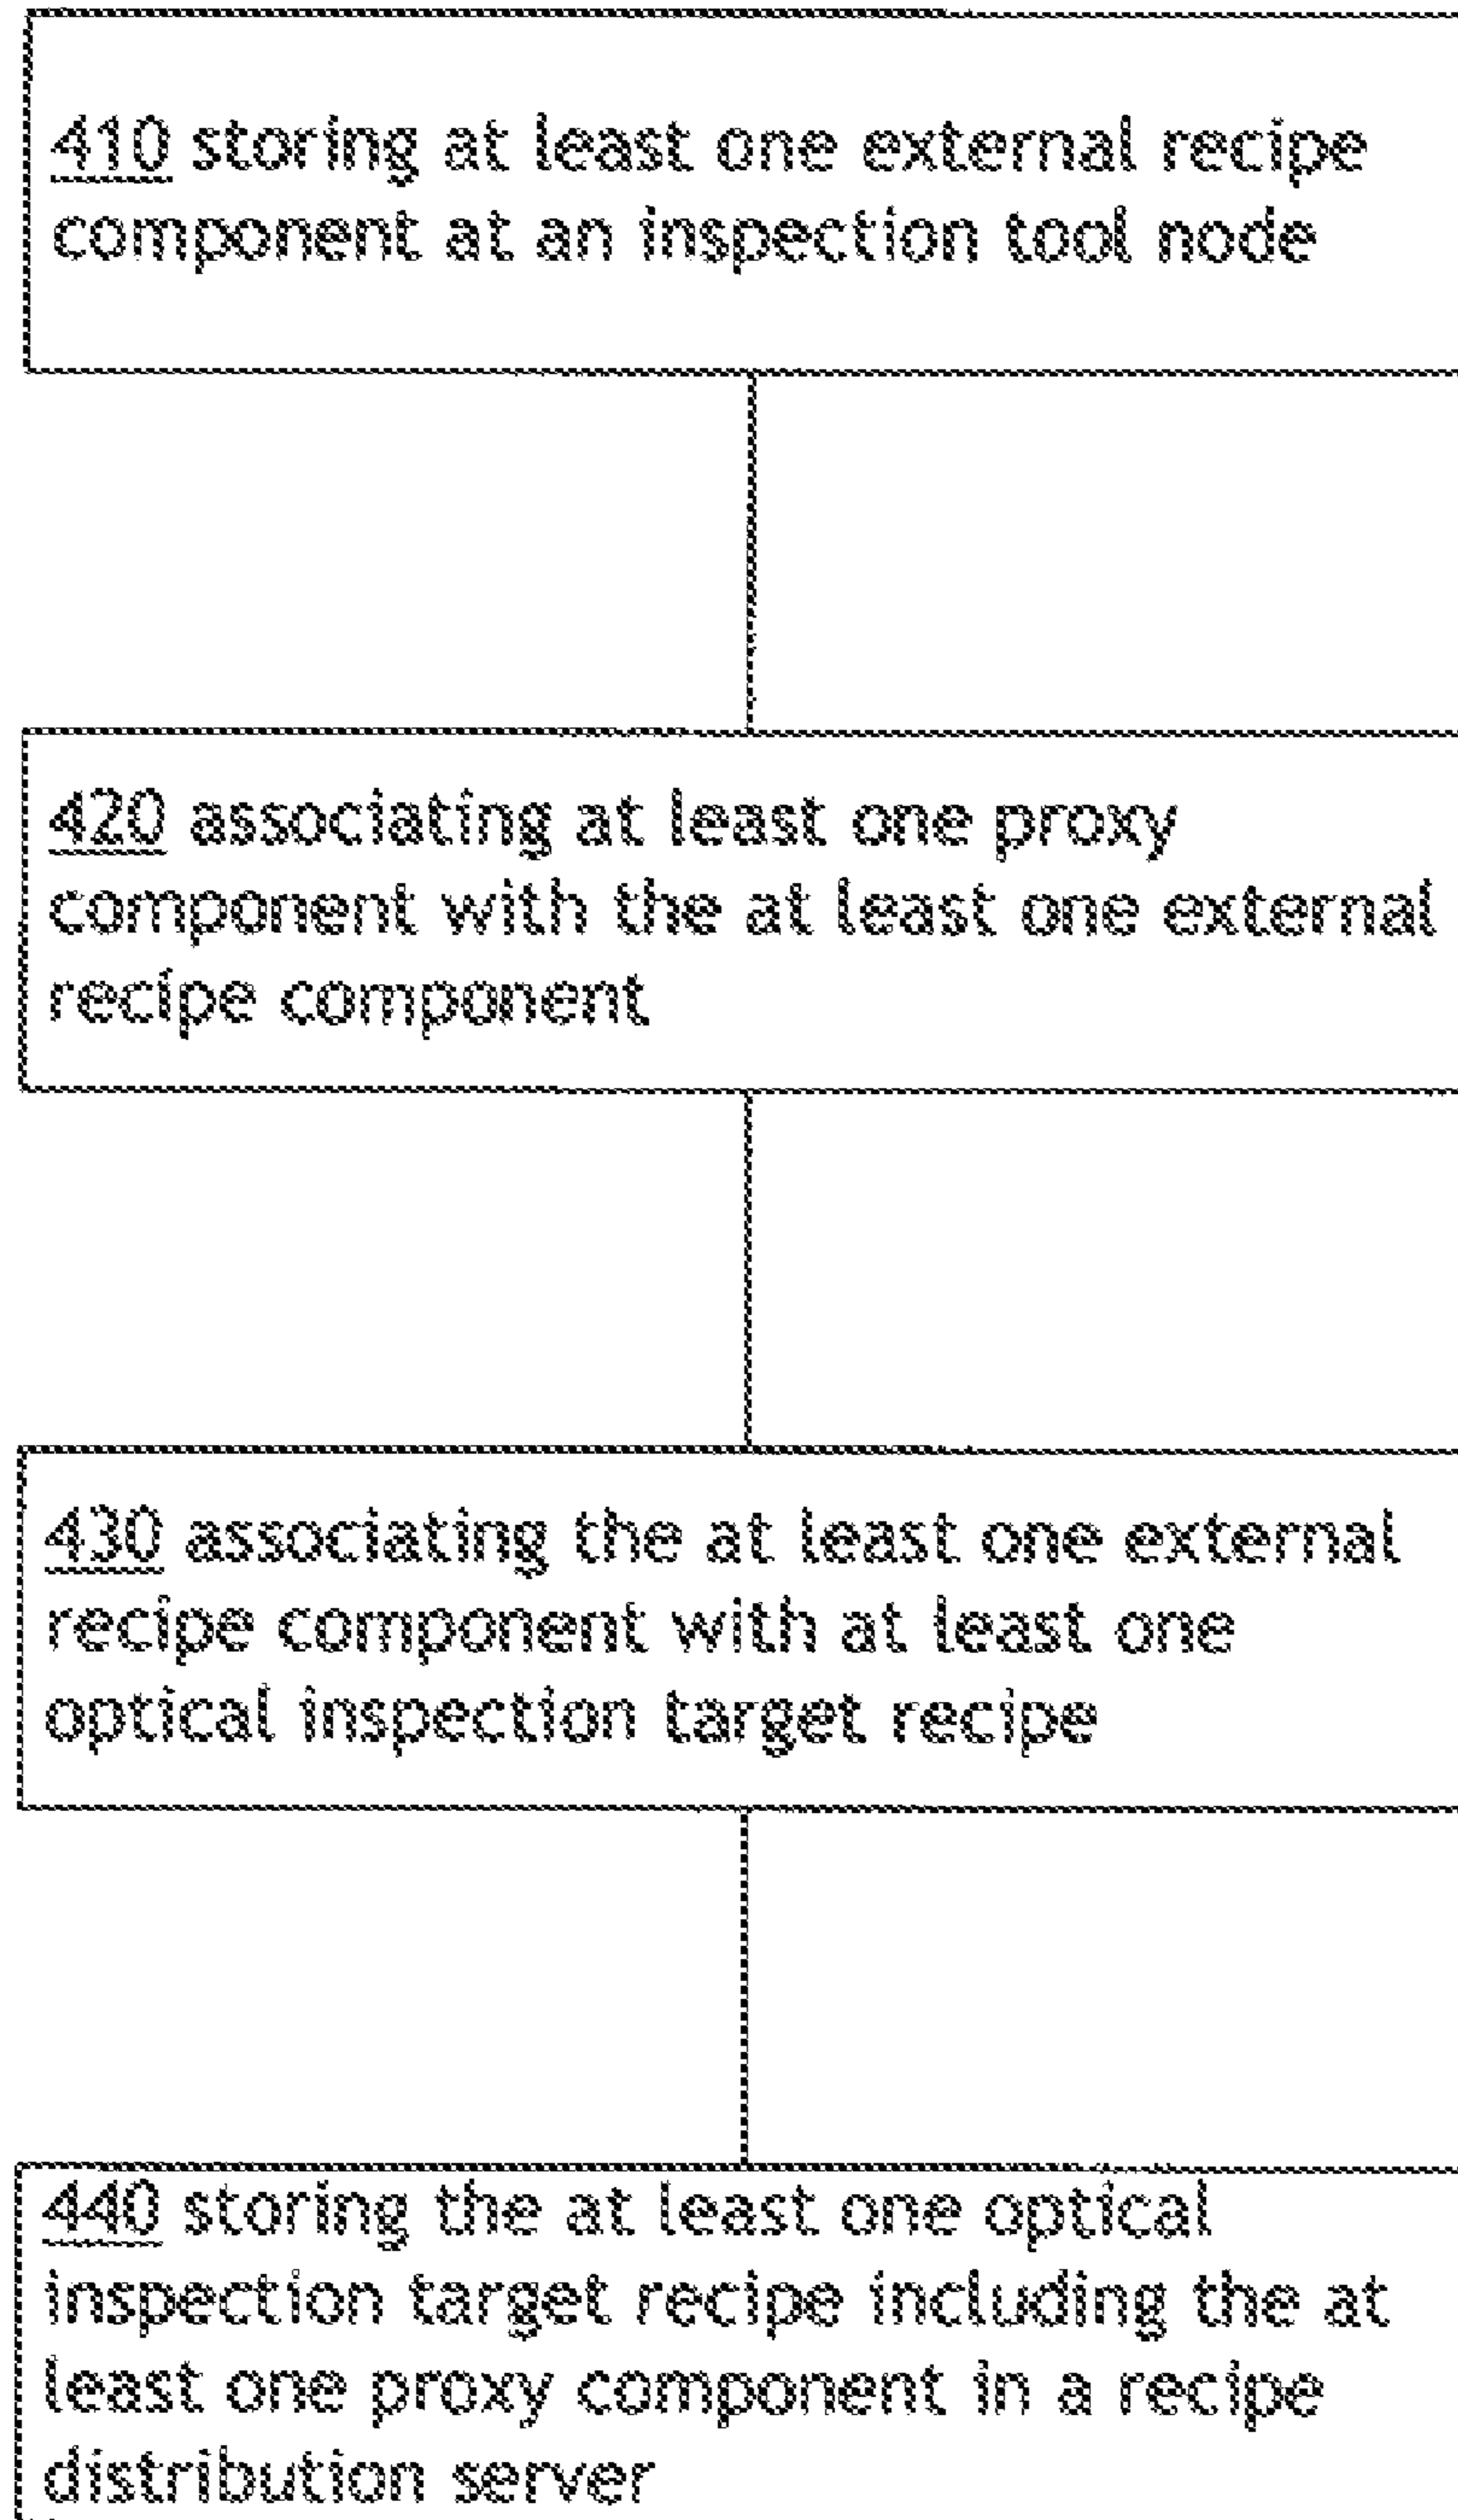 410 storing at least one external recipe
component at an inspection tool node
420 associating at least one proxy
component with the at least one external
recipe component
430 associating the at least one external
recipe component with at least one
optical inspection target recipe
440 storing the at least one optical
inspection target recipe including the at
least one proxy component in a recipe
distribution server